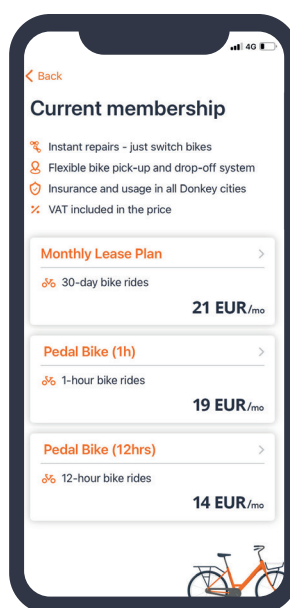 4G
Back
Current membership
Instant repairs - just switch bikes
Flexible bike pick-up and drop-off system
Insurance and usage in all Donkey cities
VAT included in the price
Monthly Lease Plan
30-day bike rides
21 EUR/mo
Pedal Bike (1h)
1-hour bike rides
19 EUR/mo
Pedal Bike (12hrs)
12-hour bike rides
14 EUR/mo